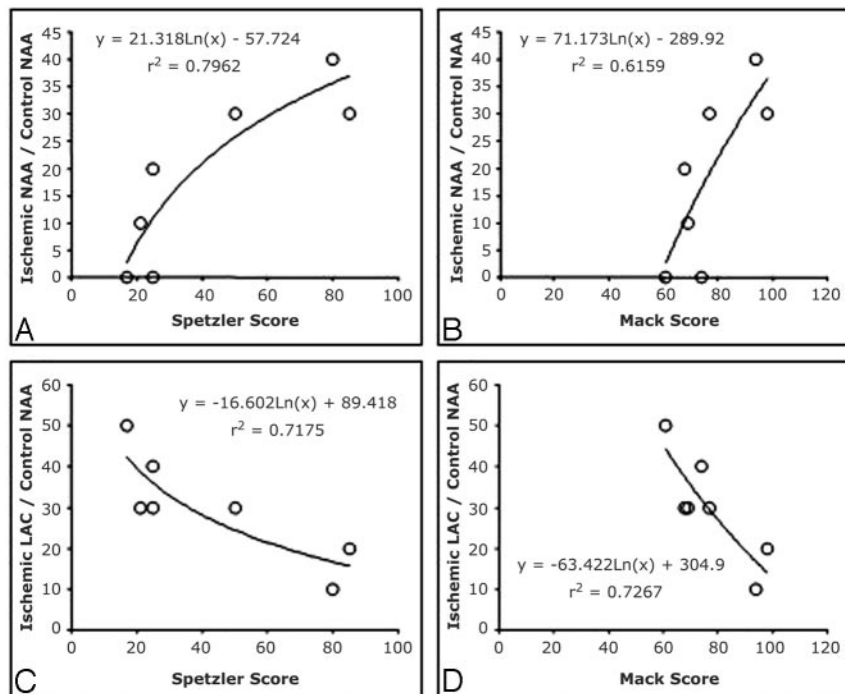 45
40
35
30
25
20
15
10
5
0
Ischemic NAA / Control NAA
y = 21.318Ln(x) - 57.724
r² = 0.7962
0 20 40 60 80 100
Spetzler Score
A
45
40
35
30
25
20
15
10
5
0
Ischemic NAA / Control NAA
y = 71.173Ln(x) - 289.92
r² = 0.6159
0 20 40 60 80 100 120
Mack Score
B
60
50
40
30
20
10
0
Ischemic LAC / Control NAA
y = -16.602Ln(x) + 89.418
r² = 0.7175
0 20 40 60 80 100
Spetzler Score
C
60
50
40
30
20
10
0
Ischemic LAC / Control NAA
y = -63.422Ln(x) + 304.9
r² = 0.7267
0 20 40 60 80 100 120
Mack Score
D